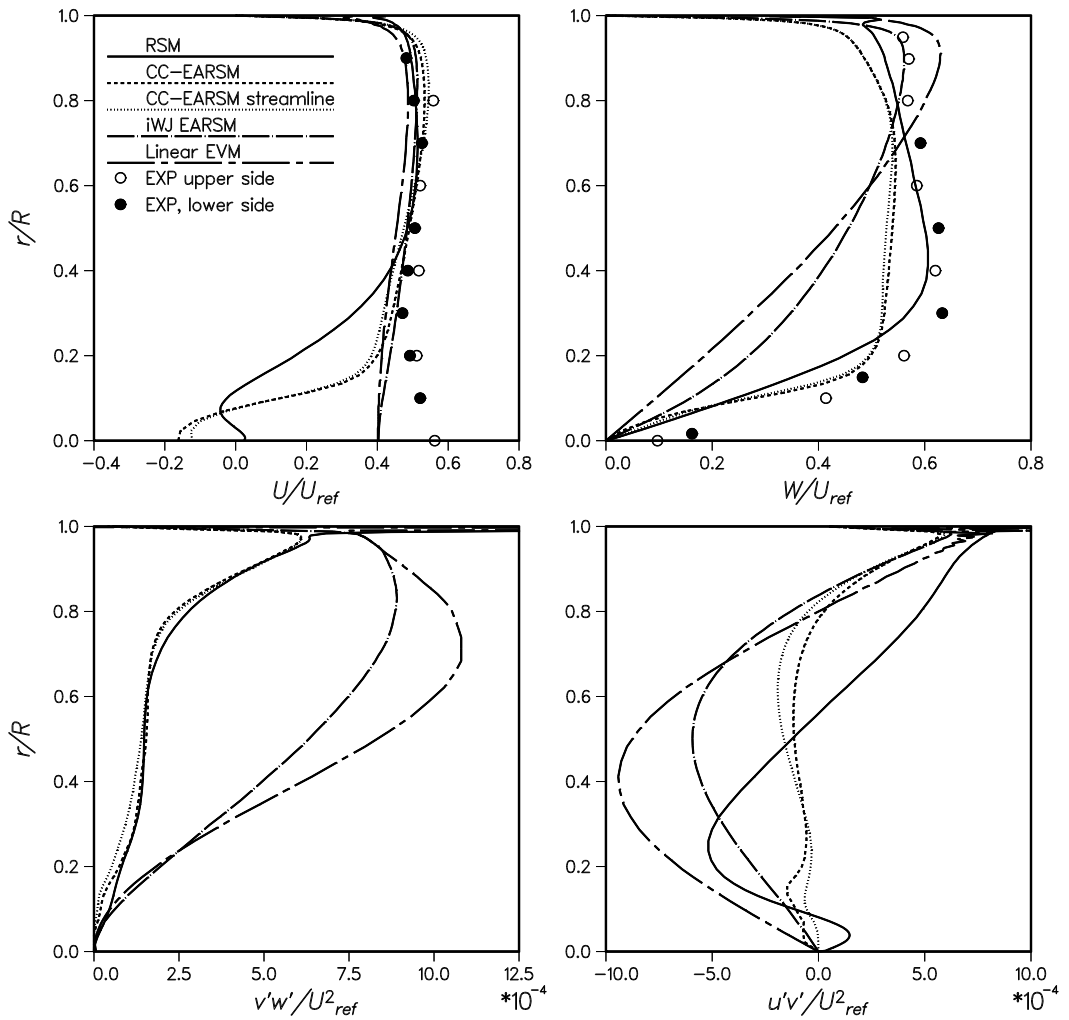 1.0
0.8
0.6
0.4
0.2
0.0
r/R
RSM
CC−EARSM
CC−EARSM streamline
iWJ EARSM
Linear EVM
EXP upper side
EXP, lower side
−0.4 −0.2 0.0 0.2 0.4 0.6 0.8
U/U_ref
1.0
0.8
0.6
0.4
0.2
0.0
0.0 0.2 0.4 0.6 0.8
W/U_ref
1.0
0.8
0.6
0.4
0.2
0.0
r/R
0.0 2.5 5.0 7.5 10.0 12.5
v'w'/U²_ref
*10⁻⁴
1.0
0.8
0.6
0.4
0.2
0.0
−10.0 −5.0 0.0 5.0 10.0
u'v'/U²_ref
*10⁻⁴